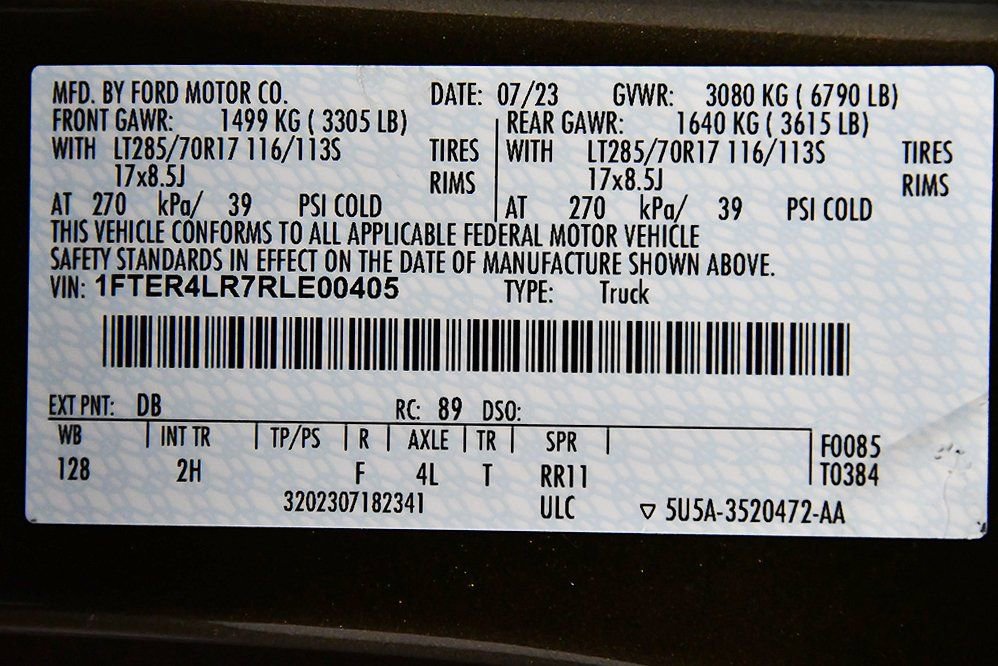 MFD. BY FORD MOTOR CO. DATE: 07/23 GVWR: 3080 KG ( 6790 LB)
FRONT GAWR: 1499 KG ( 3305 LB) REAR GAWR: 1640 KG ( 3615 LB)
WITH LT285/70R17 116/113S TIRES WITH LT285/70R17 116/113S TIRES
17x8.5J RIMS 17x8.5J RIMS
AT 270 kPa/ 39 PSI COLD AT 270 kPa/ 39 PSI COLD
THIS VEHICLE CONFORMS TO ALL APPLICABLE FEDERAL MOTOR VEHICLE
SAFETY STANDARDS IN EFFECT ON THE DATE OF MANUFACTURE SHOWN ABOVE.
VIN: 1FTER4LR7RLE00405 TYPE: Truck
EXT PNT: DB RC: 89 DSO:
WB INT TR TP/PS R AXLE TR SPR F0085
128 2H F 4L T RR11 T0384
3202307182341 ULC ▽ 5U5A-3520472-AA